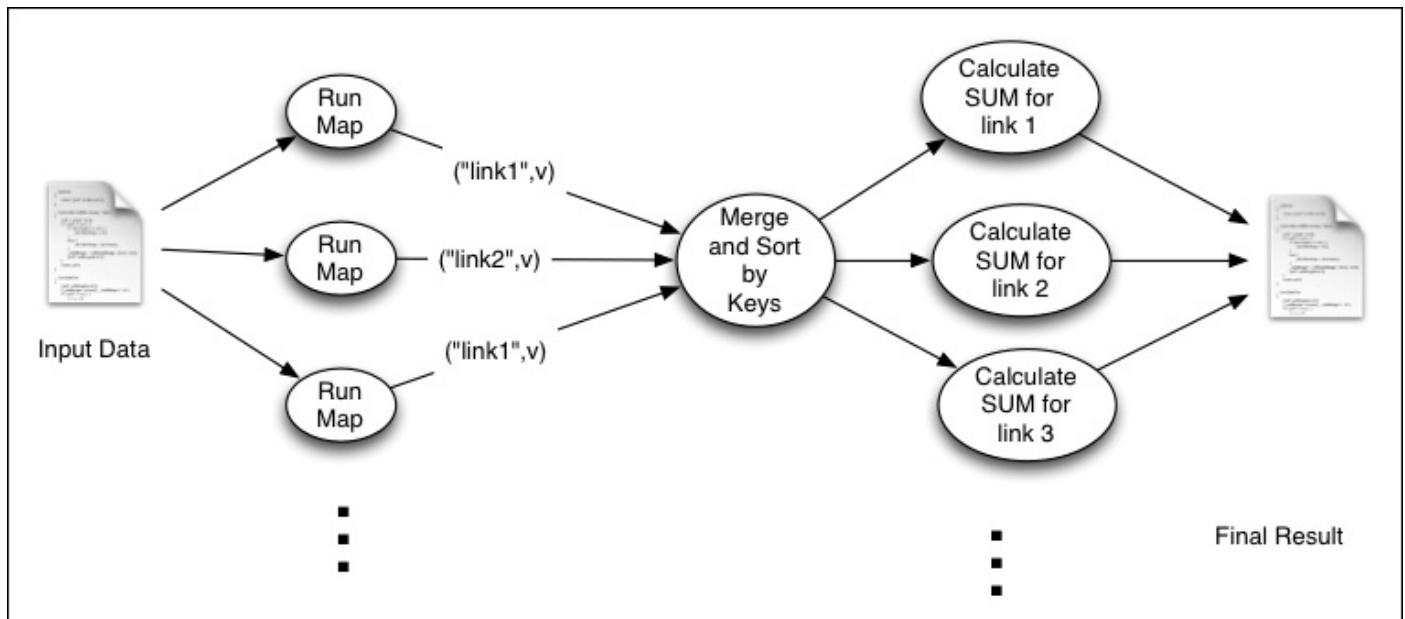 Run
Map
("link1",v)
Run
Map
("link2",v)
Run
Map
("link1",v)
Input Data
Merge
and Sort
by
Keys
Calculate
SUM for
link 1
Calculate
SUM for
link 2
Calculate
SUM for
link 3
Final Result